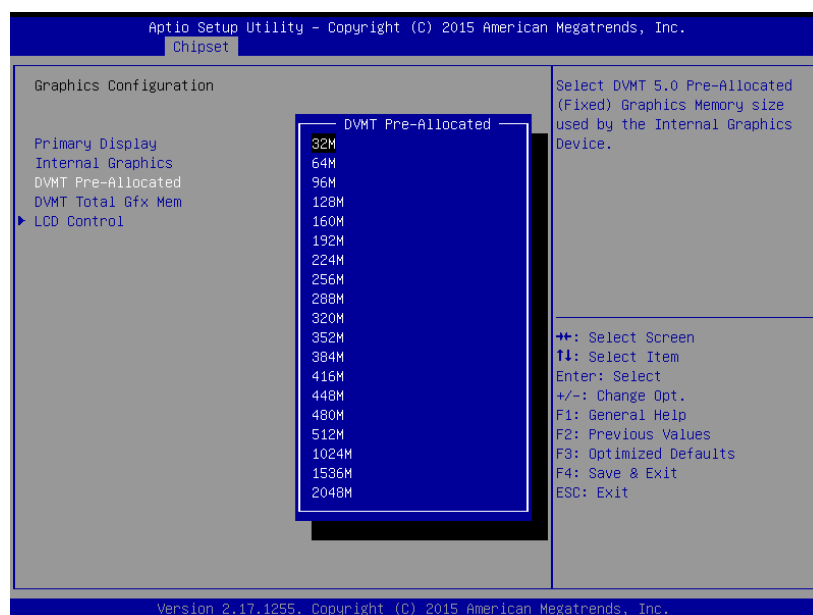 Aptio Setup Utility – Copyright (C) 2015 American Megatrends, Inc.
Chipset
Graphics Configuration
Primary Display
Internal Graphics
DVMT Pre-Allocated
DVMT Total Gfx Mem
LCD Control
DVMT Pre-Allocated
32M
64M
96M
128M
160M
192M
224M
256M
288M
320M
352M
384M
416M
448M
480M
512M
1024M
1536M
2048M
Select DVMT 5.0 Pre-Allocated
(Fixed) Graphics Memory size
used by the Internal Graphics
Device.
→←: Select Screen
↑↓: Select Item
Enter: Select
+/-: Change Opt.
F1: General Help
F2: Previous Values
F3: Optimized Defaults
F4: Save & Exit
ESC: Exit
Version 2.17.1255. Copyright (C) 2015 American Megatrends, Inc.